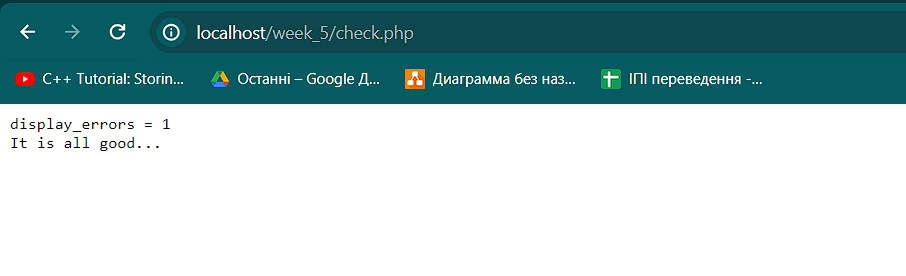 localhost/week_5/check.php
C++ Tutorial: Storin...
Останні – Google Д...
Диаграмма без наз...
ІПІ переведення -...
display_errors = 1
It is all good...